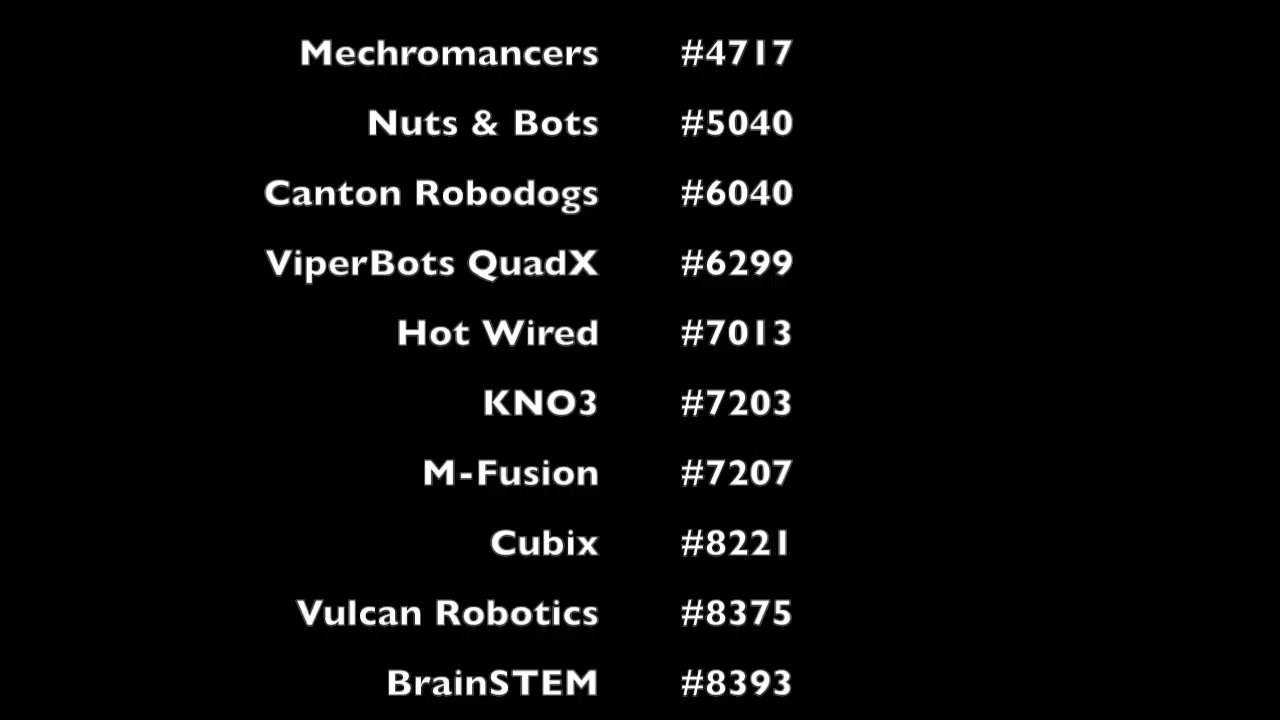 Mechromancers #4717
Nuts & Bots #5040
Canton Robodogs #6040
ViperBots QuadX #6299
Hot Wired #7013
KNO3 #7203
M-Fusion #7207
Cubix #8221
Vulcan Robotics #8375
BrainSTEM #8393